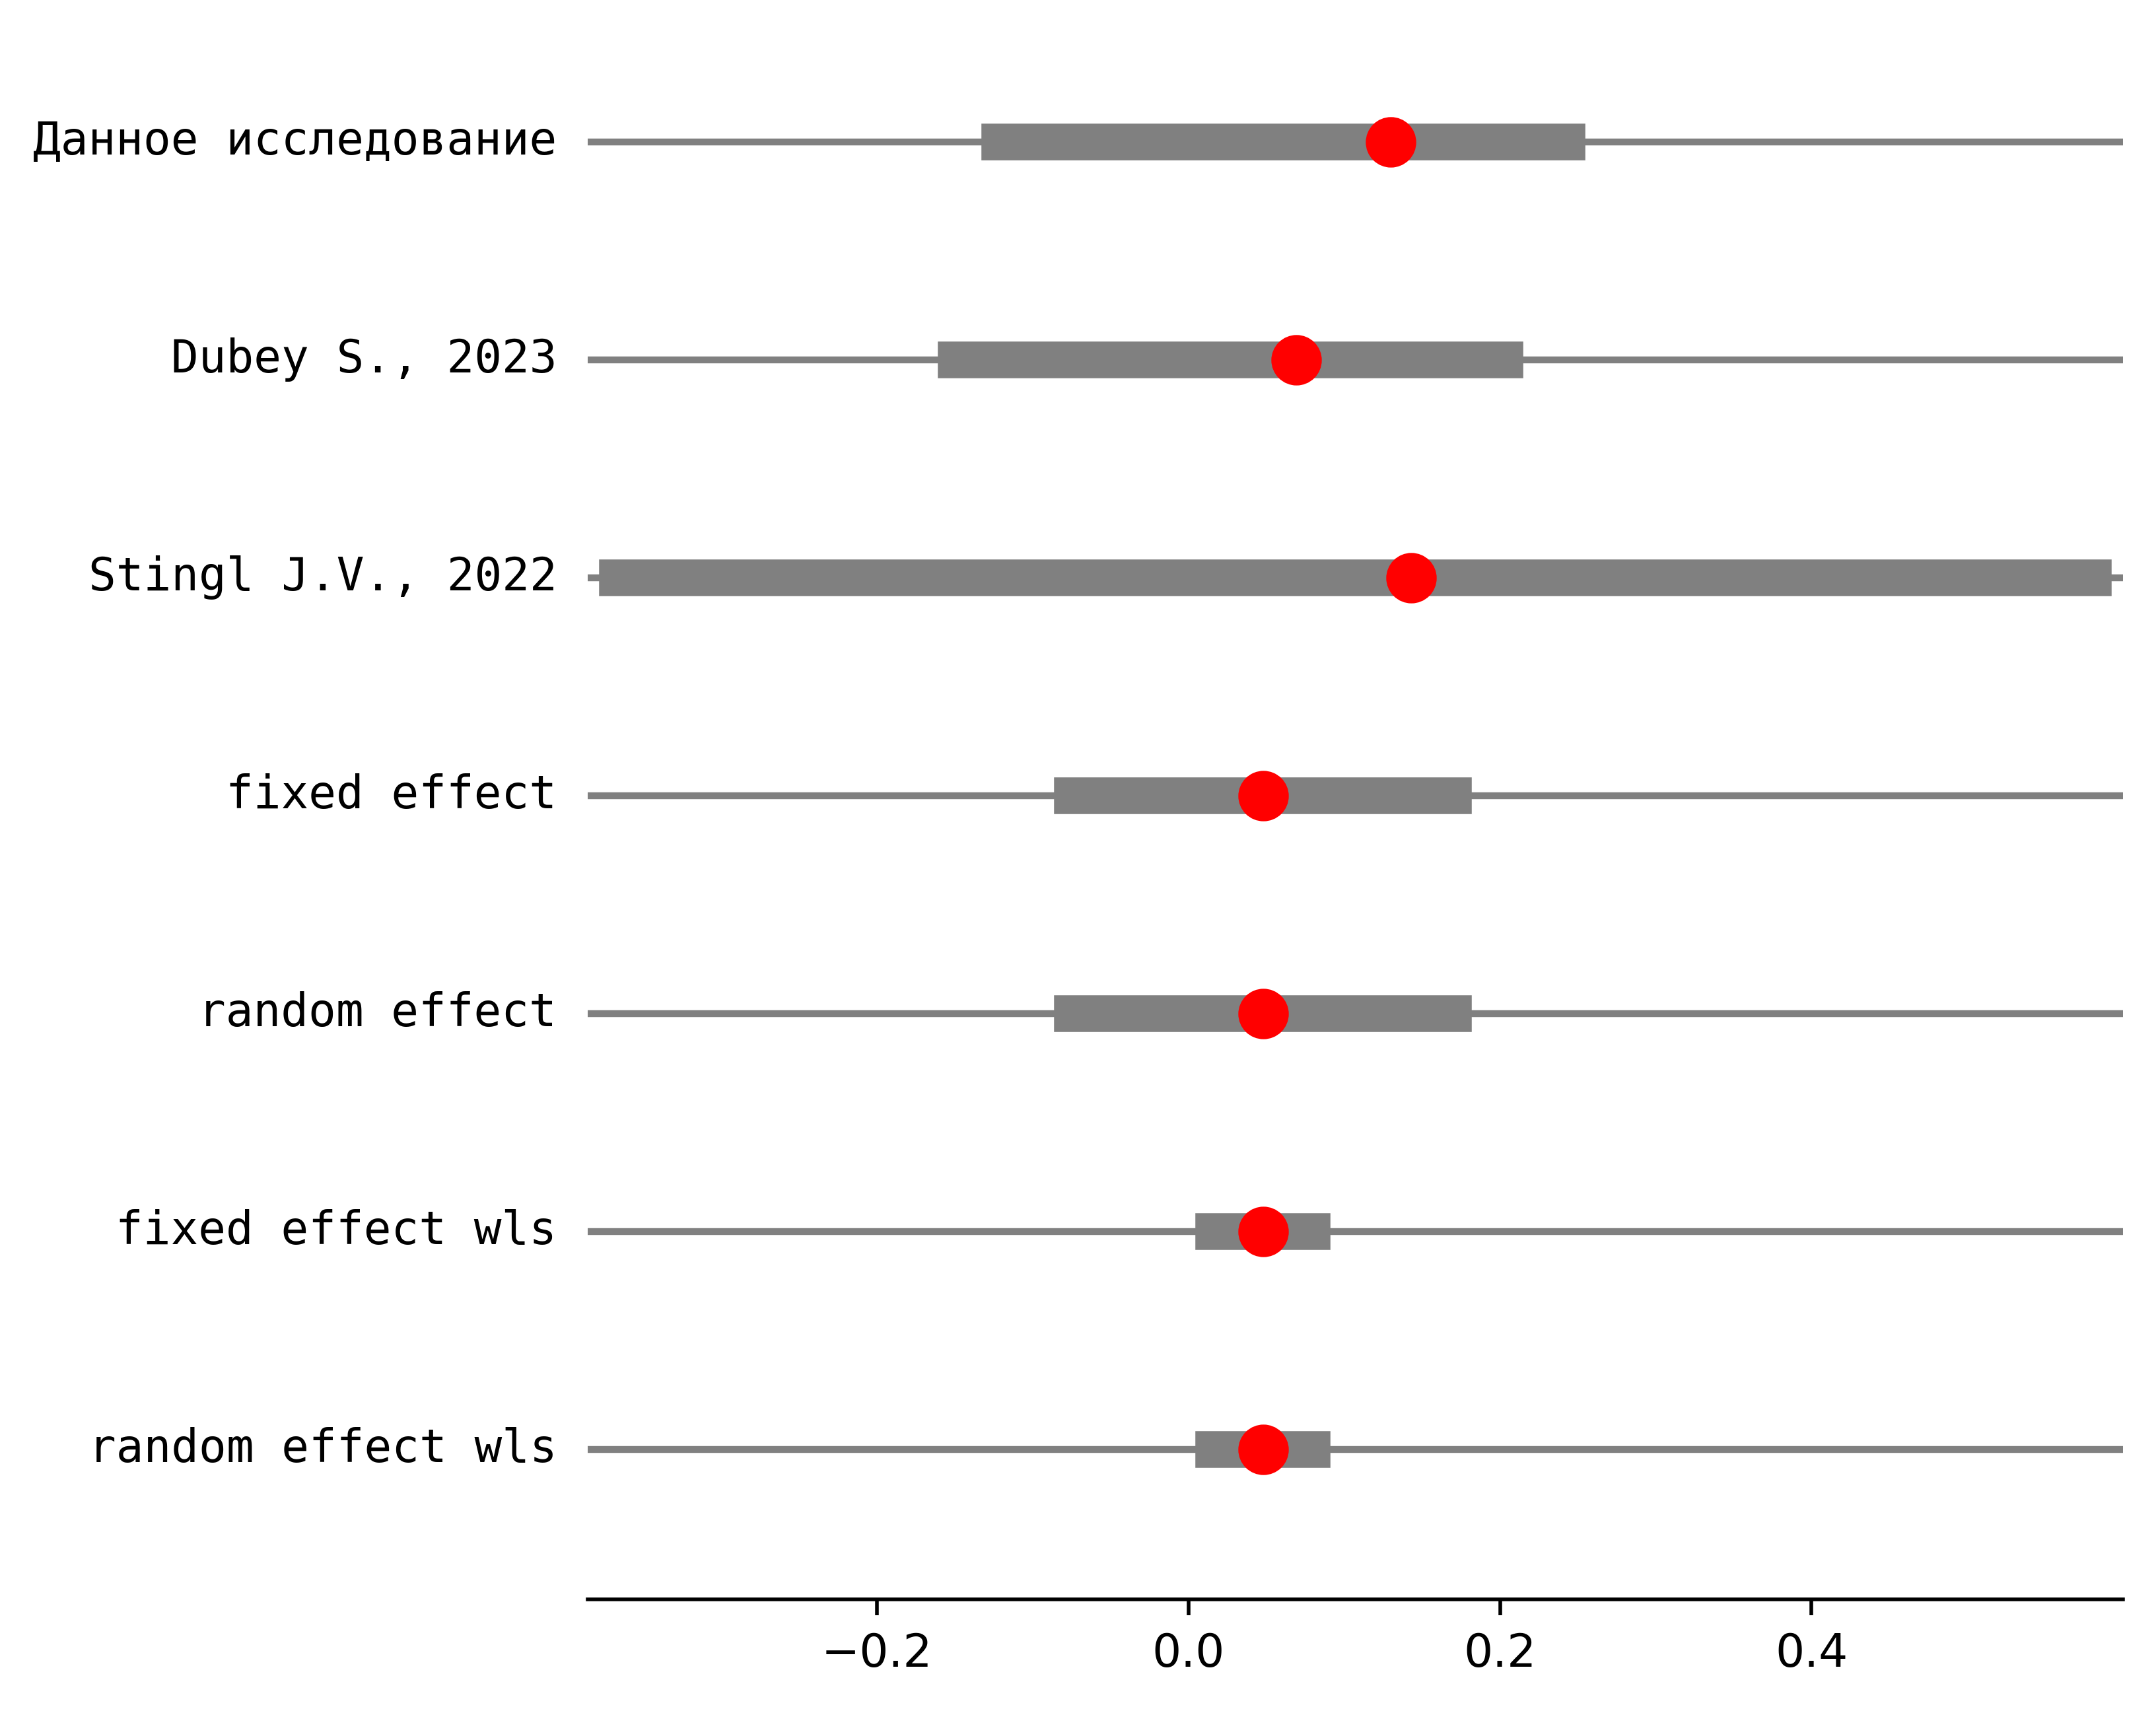 Данное исследование
Dubey S., 2023
Stingl J.V., 2022
fixed effect
random effect
fixed effect wls
random effect wls
−0.2 0.0 0.2 0.4